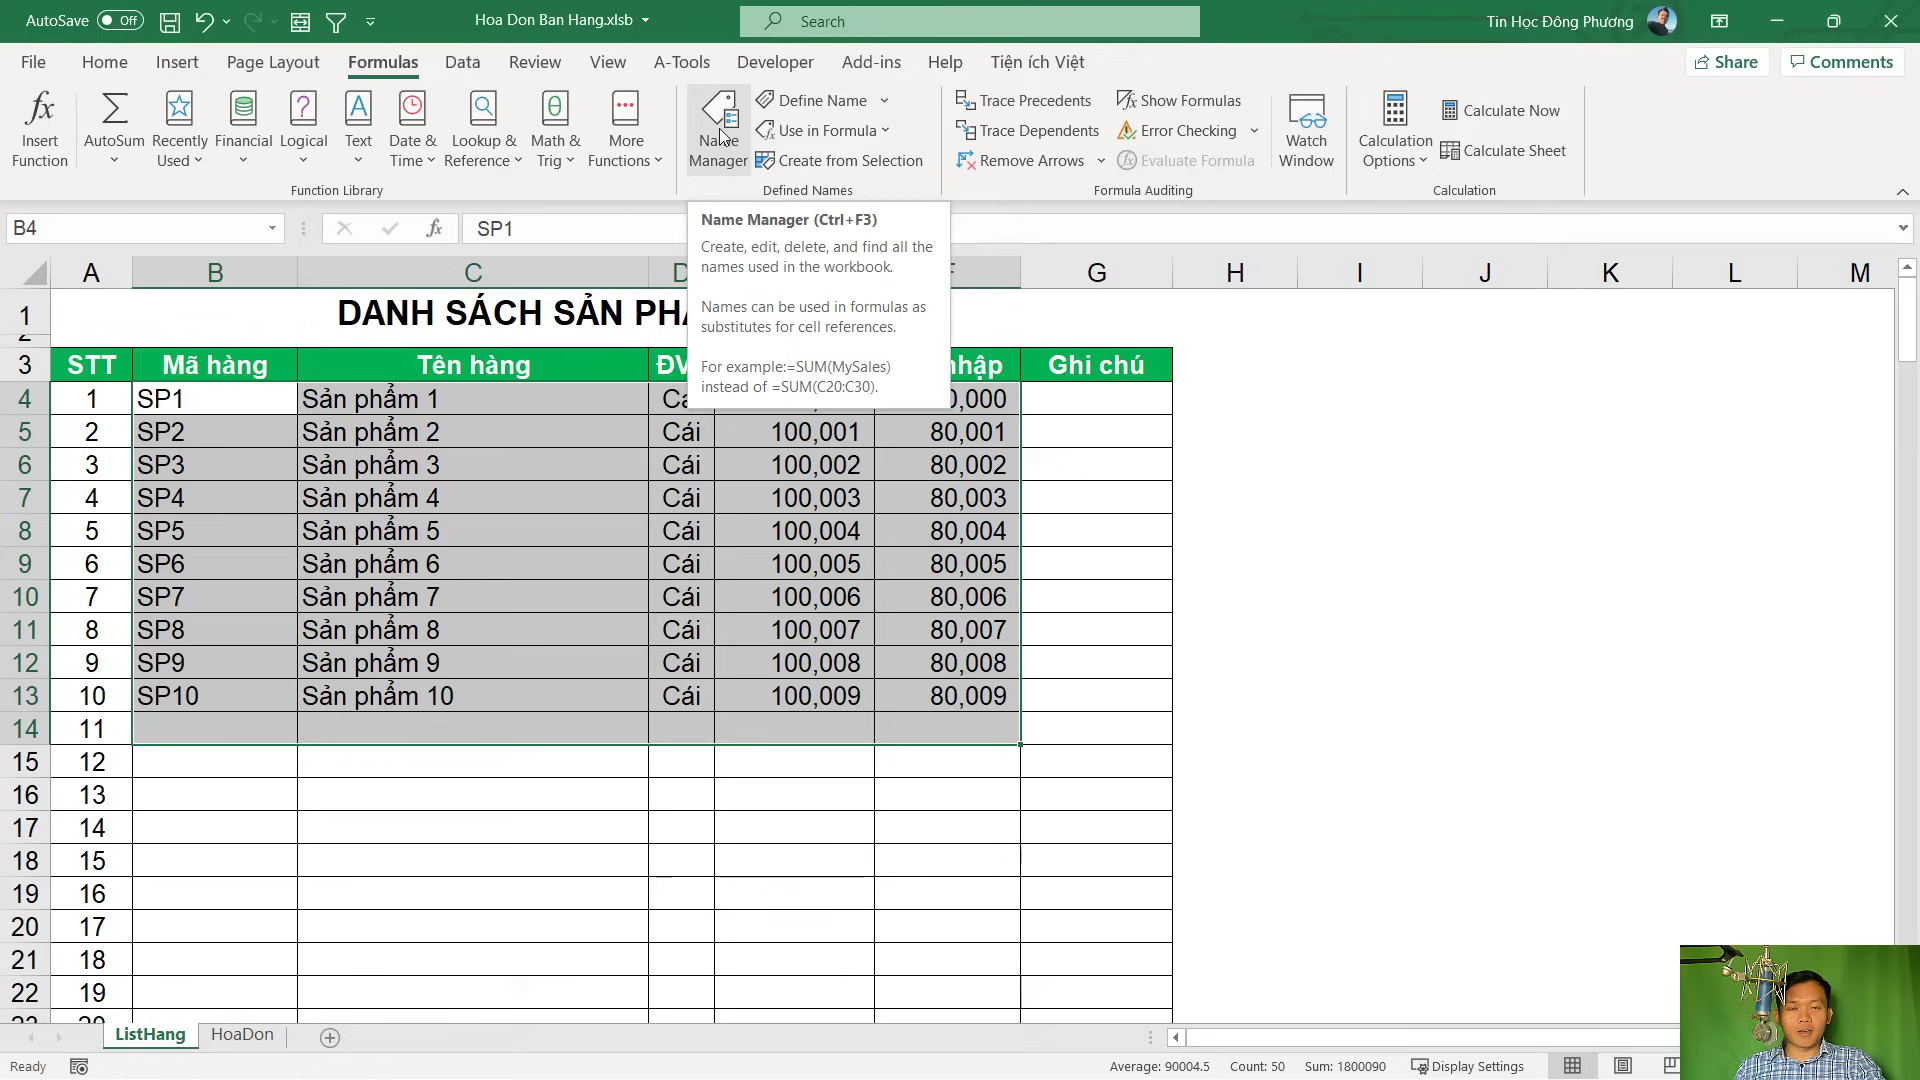 AutoSave Off
Hoa Don Ban Hang.xlsb
Search
Tin Học Đông Phương
File Home Insert Page Layout Formulas Data Review View A-Tools Developer Add-ins Help Tiện ích Việt
Share Comments
Insert Function
AutoSum
Recently Used
Financial
Logical
Text
Date & Time
Lookup & Reference
Math & Trig
More Functions
Function Library
Name Manager
Define Name
Use in Formula
Create from Selection
Defined Names
Trace Precedents
Trace Dependents
Remove Arrows
Show Formulas
Error Checking
Evaluate Formula
Watch Window
Formula Auditing
Calculation Options
Calculate Now
Calculate Sheet
Calculation
B4
fx
SP1
Name Manager (Ctrl+F3)
Create, edit, delete, and find all the
names used in the workbook.
Names can be used in formulas as
substitutes for cell references.
For example:=SUM(MySales)
instead of =SUM(C20:C30).
A B C D F G H I J K L M
1 DANH SÁCH SẢN
2
3 STT Mã hàng Tên hàng nhập Ghi chú
4 1 SP1 Sản phẩm 1
5 2 SP2 Sản phẩm 2 Cái 100,001 80,001
6 3 SP3 Sản phẩm 3 Cái 100,002 80,002
7 4 SP4 Sản phẩm 4 Cái 100,003 80,003
8 5 SP5 Sản phẩm 5 Cái 100,004 80,004
9 6 SP6 Sản phẩm 6 Cái 100,005 80,005
10 7 SP7 Sản phẩm 7 Cái 100,006 80,006
11 8 SP8 Sản phẩm 8 Cái 100,007 80,007
12 9 SP9 Sản phẩm 9 Cái 100,008 80,008
13 10 SP10 Sản phẩm 10 Cái 100,009 80,009
14 11
15 12
16 13
17 14
18 15
19 16
20 17
21 18
22 19
ListHang HoaDon
Ready
Average: 90004.5 Count: 50 Sum: 1800090 Display Settings